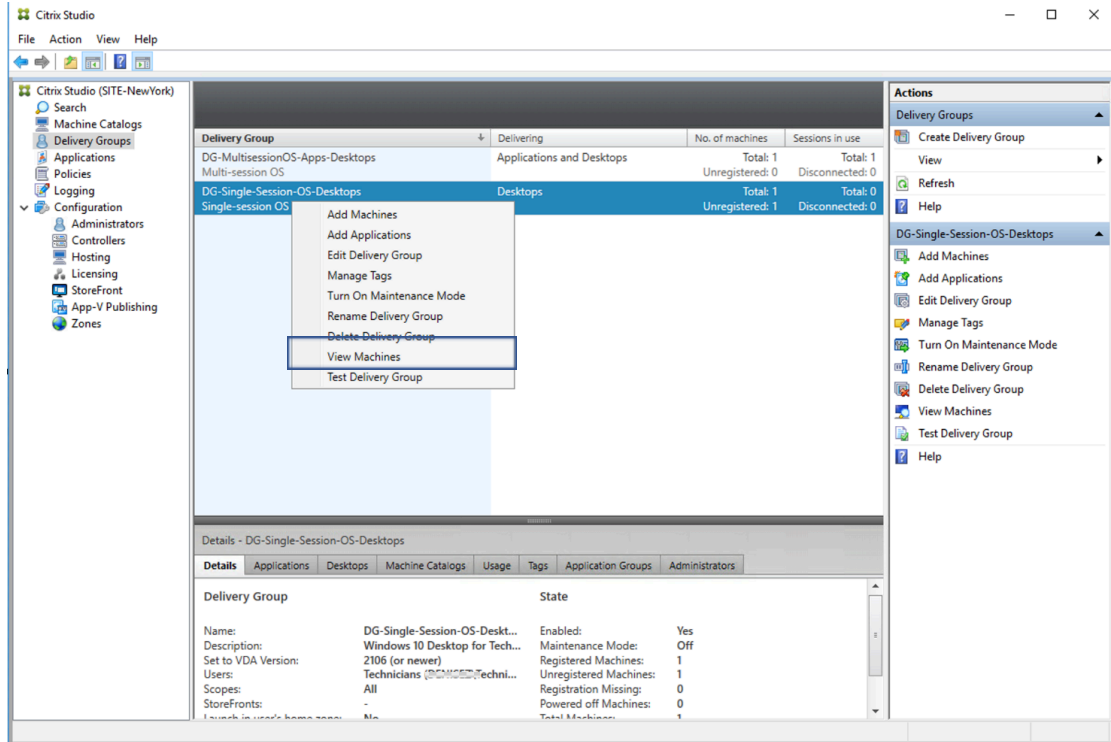 Citrix Studio
File Action View Help
Citrix Studio (SITE-NewYork)
Search
Machine Catalogs
Delivery Groups
Applications
Policies
Logging
Configuration
Administrators
Controllers
Hosting
Licensing
StoreFront
App-V Publishing
Zones
Delivery Group Delivering No. of machines Sessions in use
DG-MultisessionOS-Apps-Desktops Applications and Desktops Total: 1 Total: 1
Multi-session OS Unregistered: 0 Disconnected: 0
DG-Single-Session-OS-Desktops Desktops Total: 1 Total: 0
Single-session OS Unregistered: 1 Disconnected: 0
Add Machines
Add Applications
Edit Delivery Group
Manage Tags
Turn On Maintenance Mode
Rename Delivery Group
Delete Delivery Group
View Machines
Test Delivery Group
Details - DG-Single-Session-OS-Desktops
Details Applications Desktops Machine Catalogs Usage Tags Application Groups Administrators
Delivery Group State
Name: DG-Single-Session-OS-Deskt... Enabled: Yes
Description: Windows 10 Desktop for Tech... Maintenance Mode: Off
Set to VDA Version: 2106 (or newer) Registered Machines: 1
Users: Technicians Techni... Unregistered Machines: 1
Scopes: All Registration Missing: 0
StoreFronts: - Powered off Machines: 0
Launch in user's home zone: No Total Machines: 1
Actions
Delivery Groups
Create Delivery Group
View
Refresh
Help
DG-Single-Session-OS-Desktops
Add Machines
Add Applications
Edit Delivery Group
Manage Tags
Turn On Maintenance Mode
Rename Delivery Group
Delete Delivery Group
View Machines
Test Delivery Group
Help